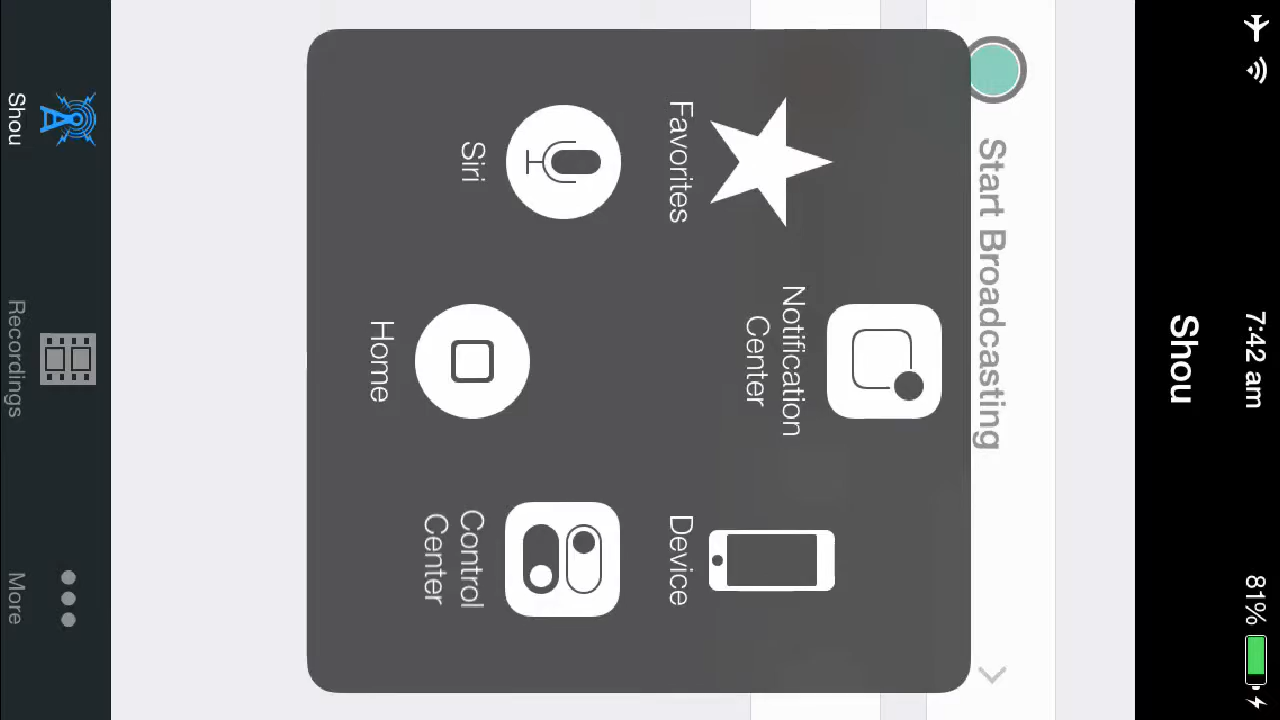 7:42 am
81%
Shou
Start Broadcasting
Notification
Center
Favorites
Device
Siri
Control
Center
Home
Shou
Recordings
More